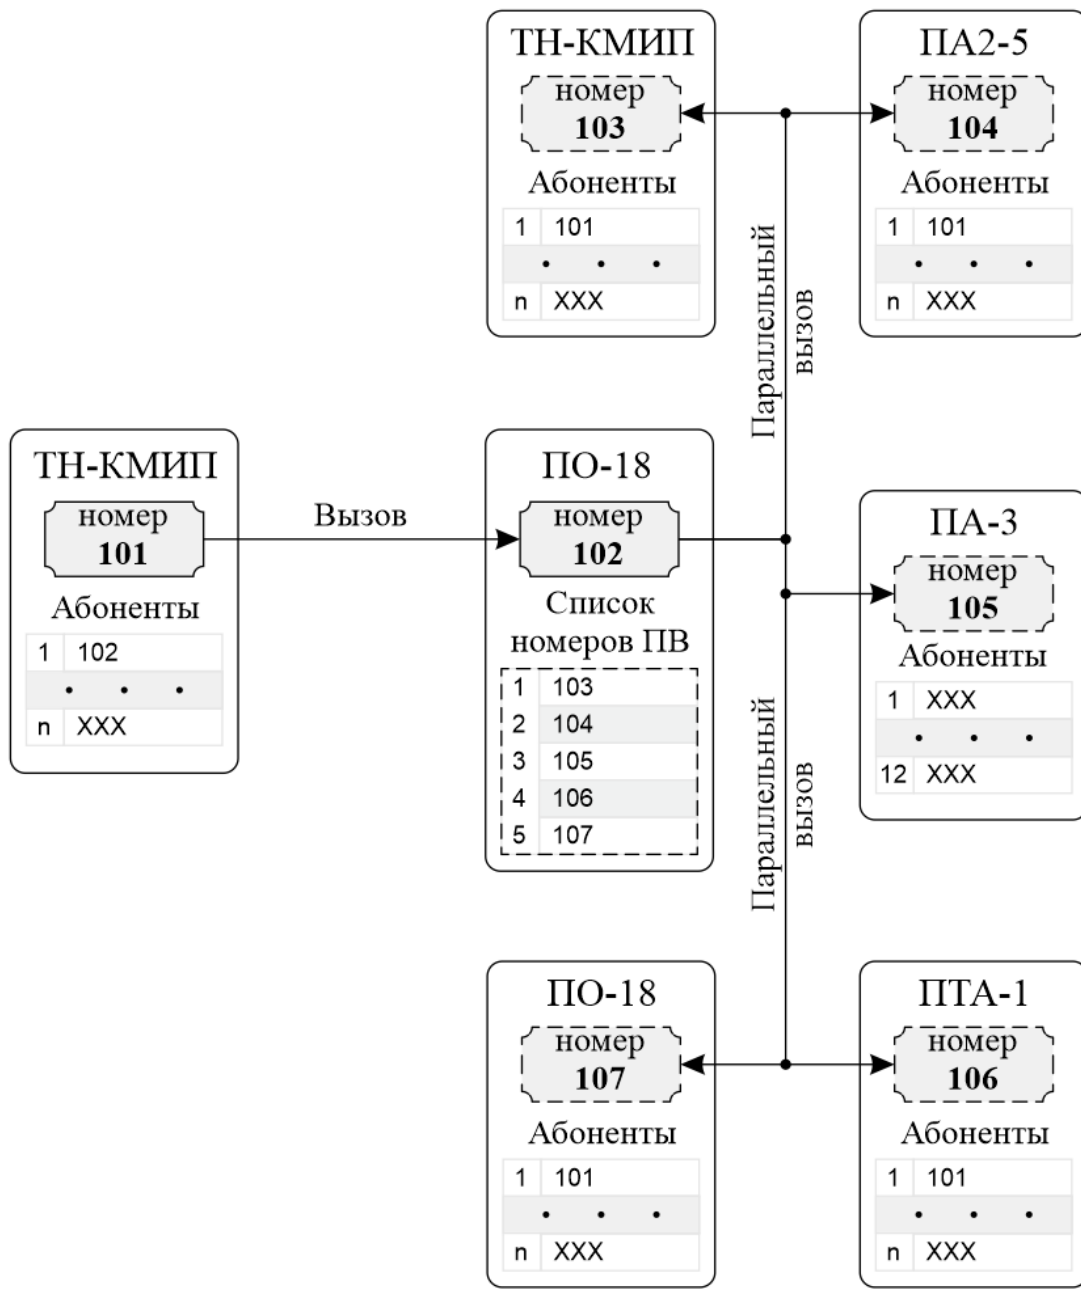 ТН-КМИП
номер
103
Абоненты
1 101
• • •
n XXX
ПА2-5
номер
104
Абоненты
1 101
• • •
n XXX
Параллельный
вызов
ТН-КМИП
номер
101
Абоненты
1 102
• • •
n XXX
Вызов
ПО-18
номер
102
Список
номеров ПВ
1 103
2 104
3 105
4 106
5 107
ПА-3
номер
105
Абоненты
1 XXX
• • •
12 XXX
Параллельный
вызов
ПО-18
номер
107
Абоненты
1 101
• • •
n XXX
ПТА-1
номер
106
Абоненты
1 101
• • •
n XXX